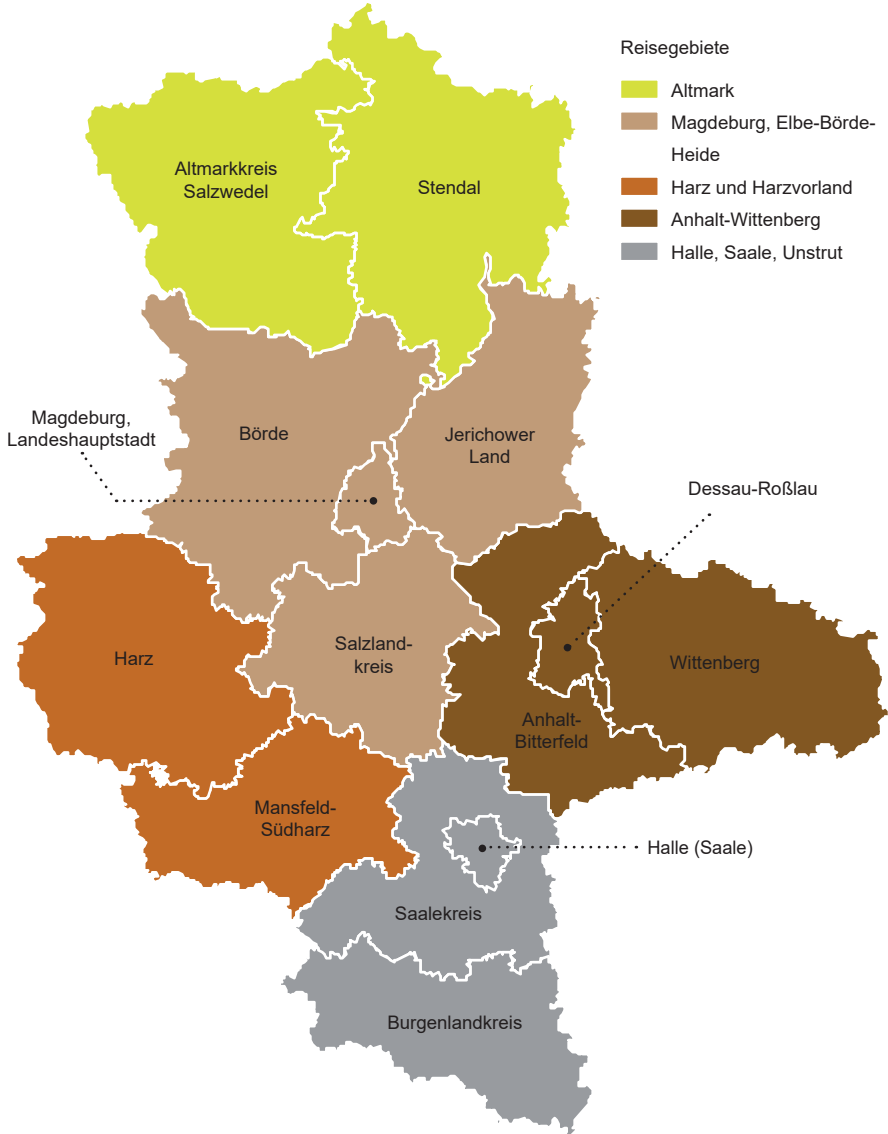 Reisegebiete
Altmark
Magdeburg, Elbe-Börde-
Heide
Harz und Harzvorland
Anhalt-Wittenberg
Halle, Saale, Unstrut
Altmarkkreis
Salzwedel
Stendal
Magdeburg,
Landeshauptstadt
Börde
Jerichower
Land
Dessau-Roßlau
Harz
Salzland-
kreis
Wittenberg
Anhalt-
Bitterfeld
Mansfeld-
Südharz
Halle (Saale)
Saalekreis
Burgenlandkreis